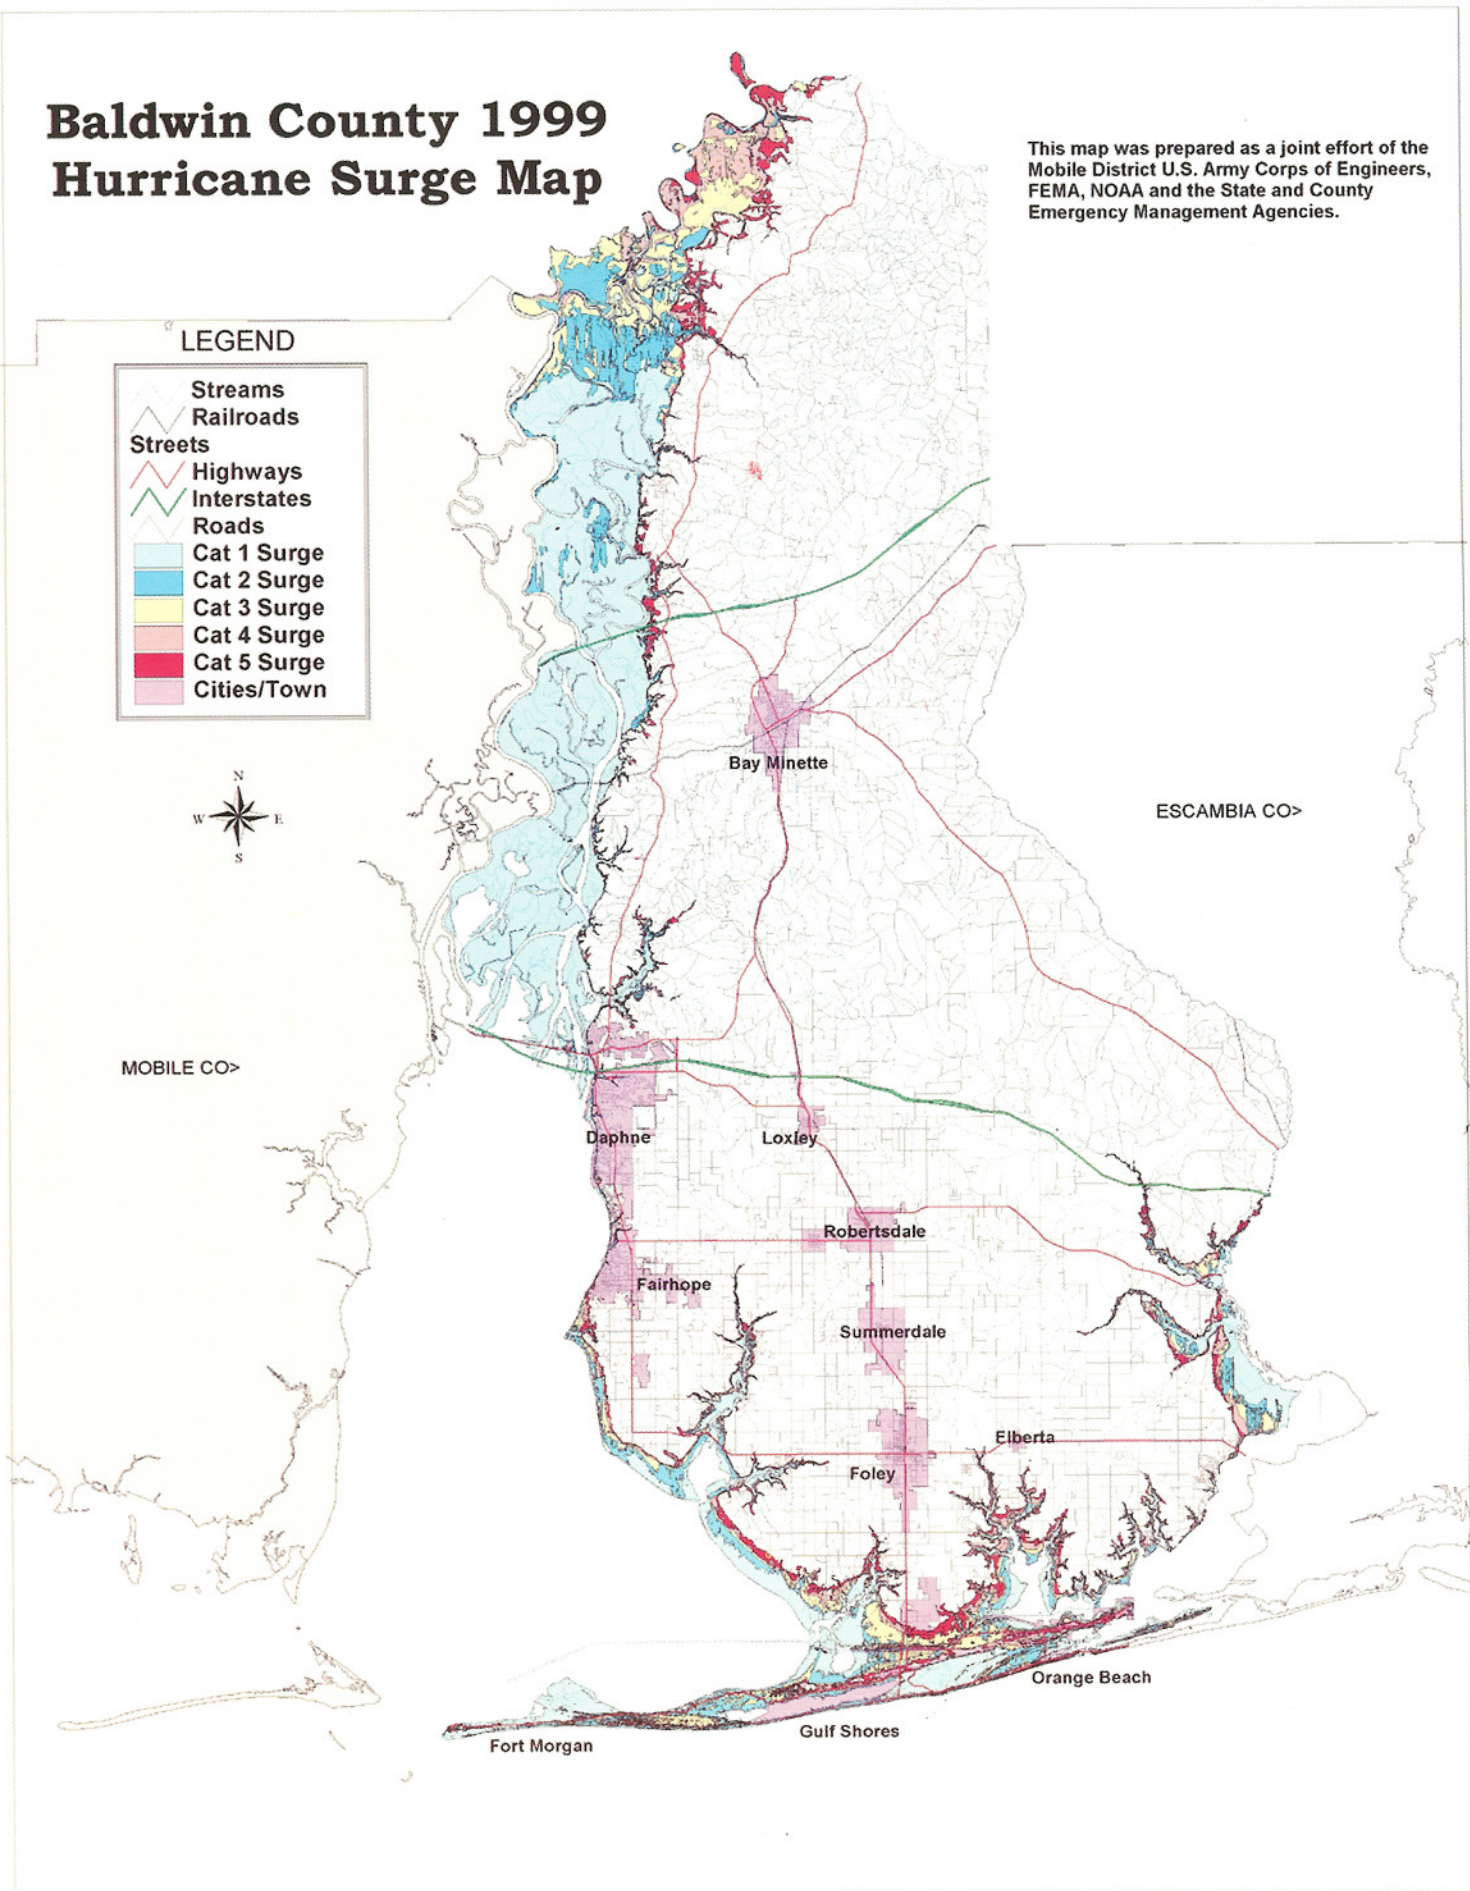 Baldwin County 1999
Hurricane Surge Map
This map was prepared as a joint effort of the
Mobile District U.S. Army Corps of Engineers,
FEMA, NOAA and the State and County
Emergency Management Agencies.
LEGEND
Streams
Railroads
Streets
Highways
Interstates
Roads
Cat 1 Surge
Cat 2 Surge
Cat 3 Surge
Cat 4 Surge
Cat 5 Surge
Cities/Town
N
W
E
S
Bay Minette
ESCAMBIA CO>
MOBILE CO>
Daphne
Loxley
Robertsdale
Fairhope
Summerdale
Elberta
Foley
Orange Beach
Gulf Shores
Fort Morgan